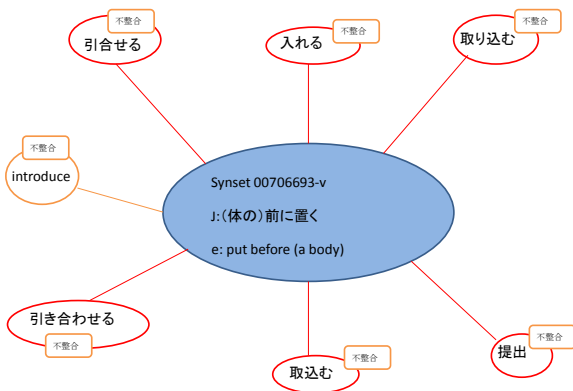 不整合
引合せる
不整合
入れる
不整合
取り込む
不整合
introduce
Synset 00706693-v
J:(体の)前に置く
e: put before (a body)
引き合わせる
不整合
不整合
取込む
不整合
提出